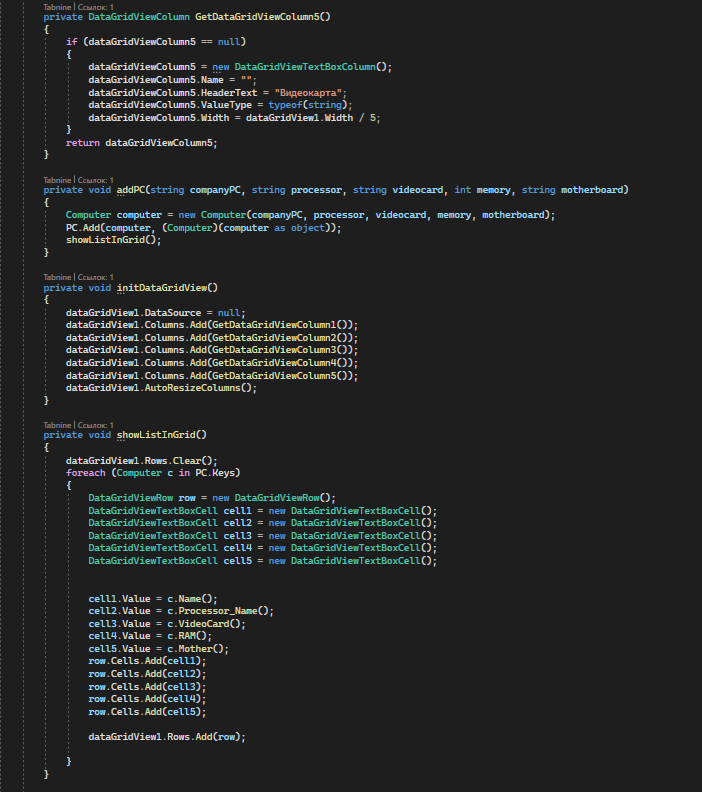 Tabnine | Ссылок: 1
private DataGridViewColumn GetDataGridViewColumn5()
{
if (dataGridViewColumn5 == null)
{
dataGridViewColumn5 = new DataGridViewTextBoxColumn();
dataGridViewColumn5.Name = "";
dataGridViewColumn5.HeaderText = "Видеокарта";
dataGridViewColumn5.ValueType = typeof(string);
dataGridViewColumn5.Width = dataGridView1.Width / 5;
}
return dataGridViewColumn5;
}
Tabnine | Ссылок: 1
private void addPC(string companyPC, string processor, string videocard, int memory, string motherboard)
{
Computer computer = new Computer(companyPC, processor, videocard, memory, motherboard);
PC.Add(computer, (Computer)(computer as object));
showListInGrid();
}
Tabnine | Ссылок: 1
private void initDataGridView()
{
dataGridView1.DataSource = null;
dataGridView1.Columns.Add(GetDataGridViewColumn1());
dataGridView1.Columns.Add(GetDataGridViewColumn2());
dataGridView1.Columns.Add(GetDataGridViewColumn3());
dataGridView1.Columns.Add(GetDataGridViewColumn4());
dataGridView1.Columns.Add(GetDataGridViewColumn5());
dataGridView1.AutoResizeColumns();
}
Tabnine | Ссылок: 1
private void showListInGrid()
{
dataGridView1.Rows.Clear();
foreach (Computer c in PC.Keys)
{
DataGridViewRow row = new DataGridViewRow();
DataGridViewTextBoxCell cell1 = new DataGridViewTextBoxCell();
DataGridViewTextBoxCell cell2 = new DataGridViewTextBoxCell();
DataGridViewTextBoxCell cell3 = new DataGridViewTextBoxCell();
DataGridViewTextBoxCell cell4 = new DataGridViewTextBoxCell();
DataGridViewTextBoxCell cell5 = new DataGridViewTextBoxCell();
cell1.Value = c.Name();
cell2.Value = c.Processor_Name();
cell3.Value = c.VideoCard();
cell4.Value = c.RAM();
cell5.Value = c.Mother();
row.Cells.Add(cell1);
row.Cells.Add(cell2);
row.Cells.Add(cell3);
row.Cells.Add(cell4);
row.Cells.Add(cell5);
dataGridView1.Rows.Add(row);
}
}